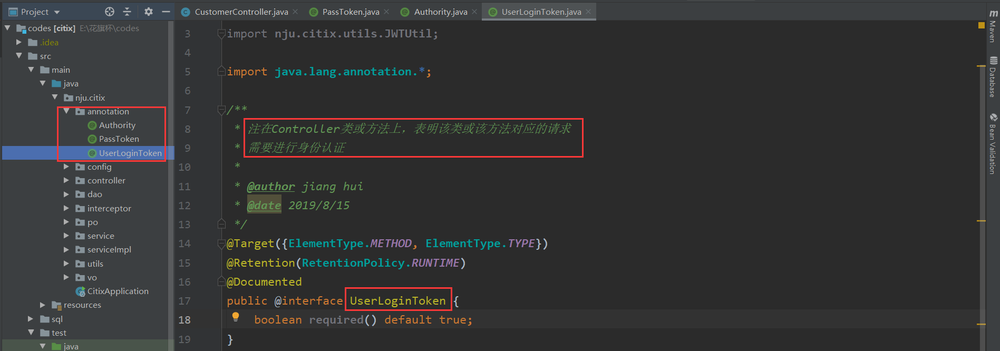 Project
CustomerController.java
PassToken.java
Authority.java
UserLoginToken.java
codes [citix] E:\花旗杯\codes
.idea
src
main
java
nju.citix
annotation
Authority
PassToken
UserLoginToken
config
controller
dao
interceptor
po
service
serviceImpl
utils
vo
CitixApplication
resources
sql
test
java
3 import nju.citix.utils.JWTUtil;
4
5 import java.lang.annotation.*;
6
7 /**
8 * 注在Controller类或方法上，表明该类或该方法对应的请求
9 * 需要进行身份认证
10 *
11 * @author jiang hui
12 * @date 2019/8/15
13 */
14 @Target({ElementType.METHOD, ElementType.TYPE})
15 @Retention(RetentionPolicy.RUNTIME)
16 @Documented
17 public @interface UserLoginToken {
18 boolean required() default true;
19 }
m Maven
Database
Bean Validation